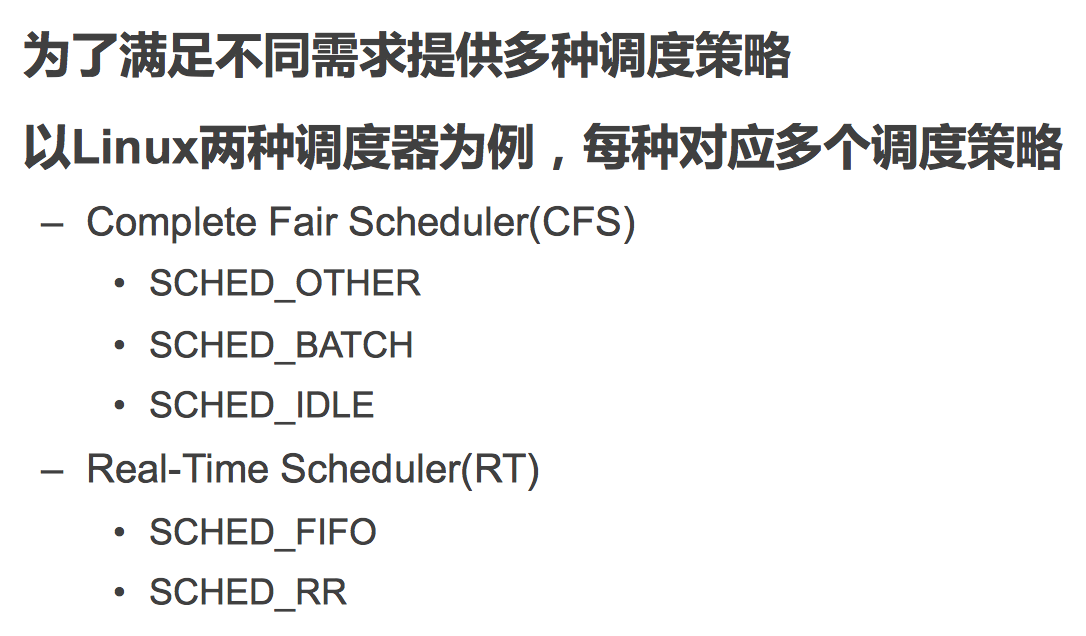 为了满足不同需求提供多种调度策略
以Linux两种调度器为例，每种对应多个调度策略
– Complete Fair Scheduler(CFS)
• SCHED_OTHER
• SCHED_BATCH
• SCHED_IDLE
– Real-Time Scheduler(RT)
• SCHED_FIFO
• SCHED_RR